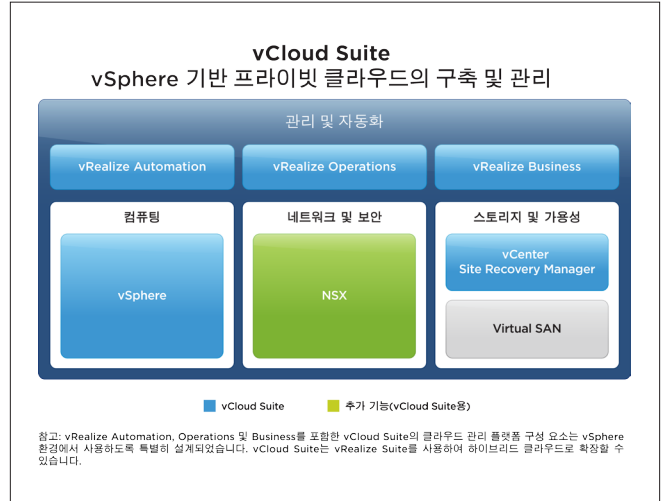 vCloud Suite
vSphere 기반 프라이빗 클라우드의 구축 및 관리
관리 및 자동화
vRealize Automation
vRealize Operations
vRealize Business
컴퓨팅
네트워크 및 보안
스토리지 및 가용성
vSphere
NSX
vCenter
Site Recovery Manager
Virtual SAN
vCloud Suite
추가 기능(vCloud Suite용)
참고: vRealize Automation, Operations 및 Business를 포함한 vCloud Suite의 클라우드 관리 플랫폼 구성 요소는 vSphere
환경에서 사용하도록 특별히 설계되었습니다. vCloud Suite는 vRealize Suite를 사용하여 하이브리드 클라우드로 확장할 수
있습니다.